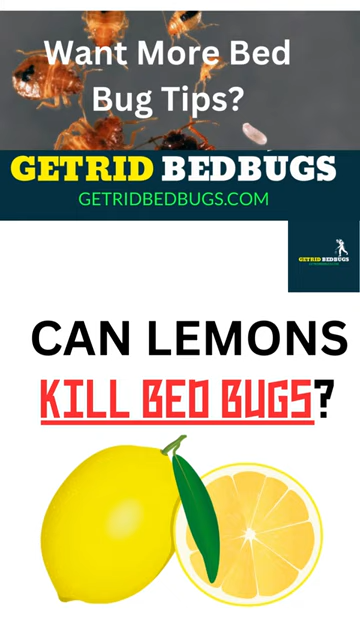 Want More Bed
Bug Tips?
GETRID BEDBUGS
GETRIDBEDBUGS.COM
GETRID BEDBUGS
CAN LEMONS
KILL BED BUGS?